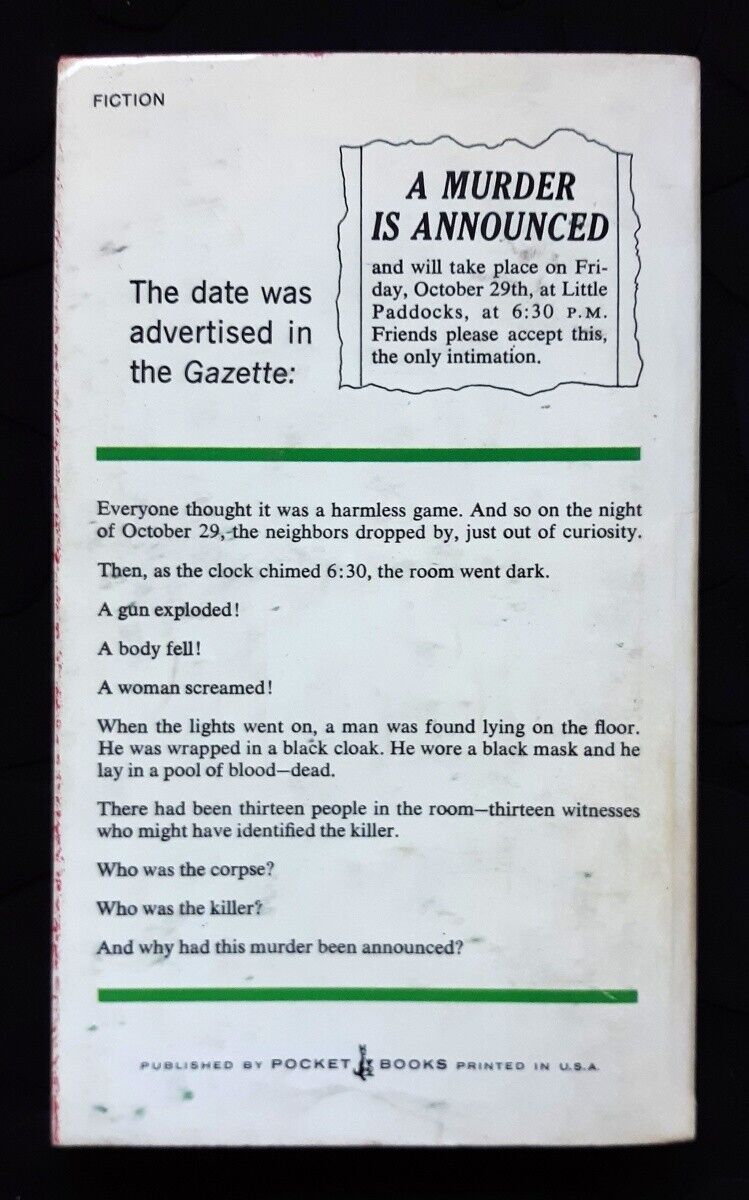 FICTION
A MURDER
IS ANNOUNCED
and will take place on Fri-
day, October 29th, at Little
Paddocks, at 6:30 P.M.
Friends please accept this,
the only intimation.
The date was
advertised in
the Gazette:
Everyone thought it was a harmless game. And so on the night
of October 29, the neighbors dropped by, just out of curiosity.
Then, as the clock chimed 6:30, the room went dark.
A gun exploded!
A body fell!
A woman screamed!
When the lights went on, a man was found lying on the floor.
He was wrapped in a black cloak. He wore a black mask and he
lay in a pool of blood—dead.
There had been thirteen people in the room—thirteen witnesses
who might have identified the killer.
Who was the corpse?
Who was the killer?
And why had this murder been announced?
PUBLISHED BY POCKET BOOKS PRINTED IN U.S.A.